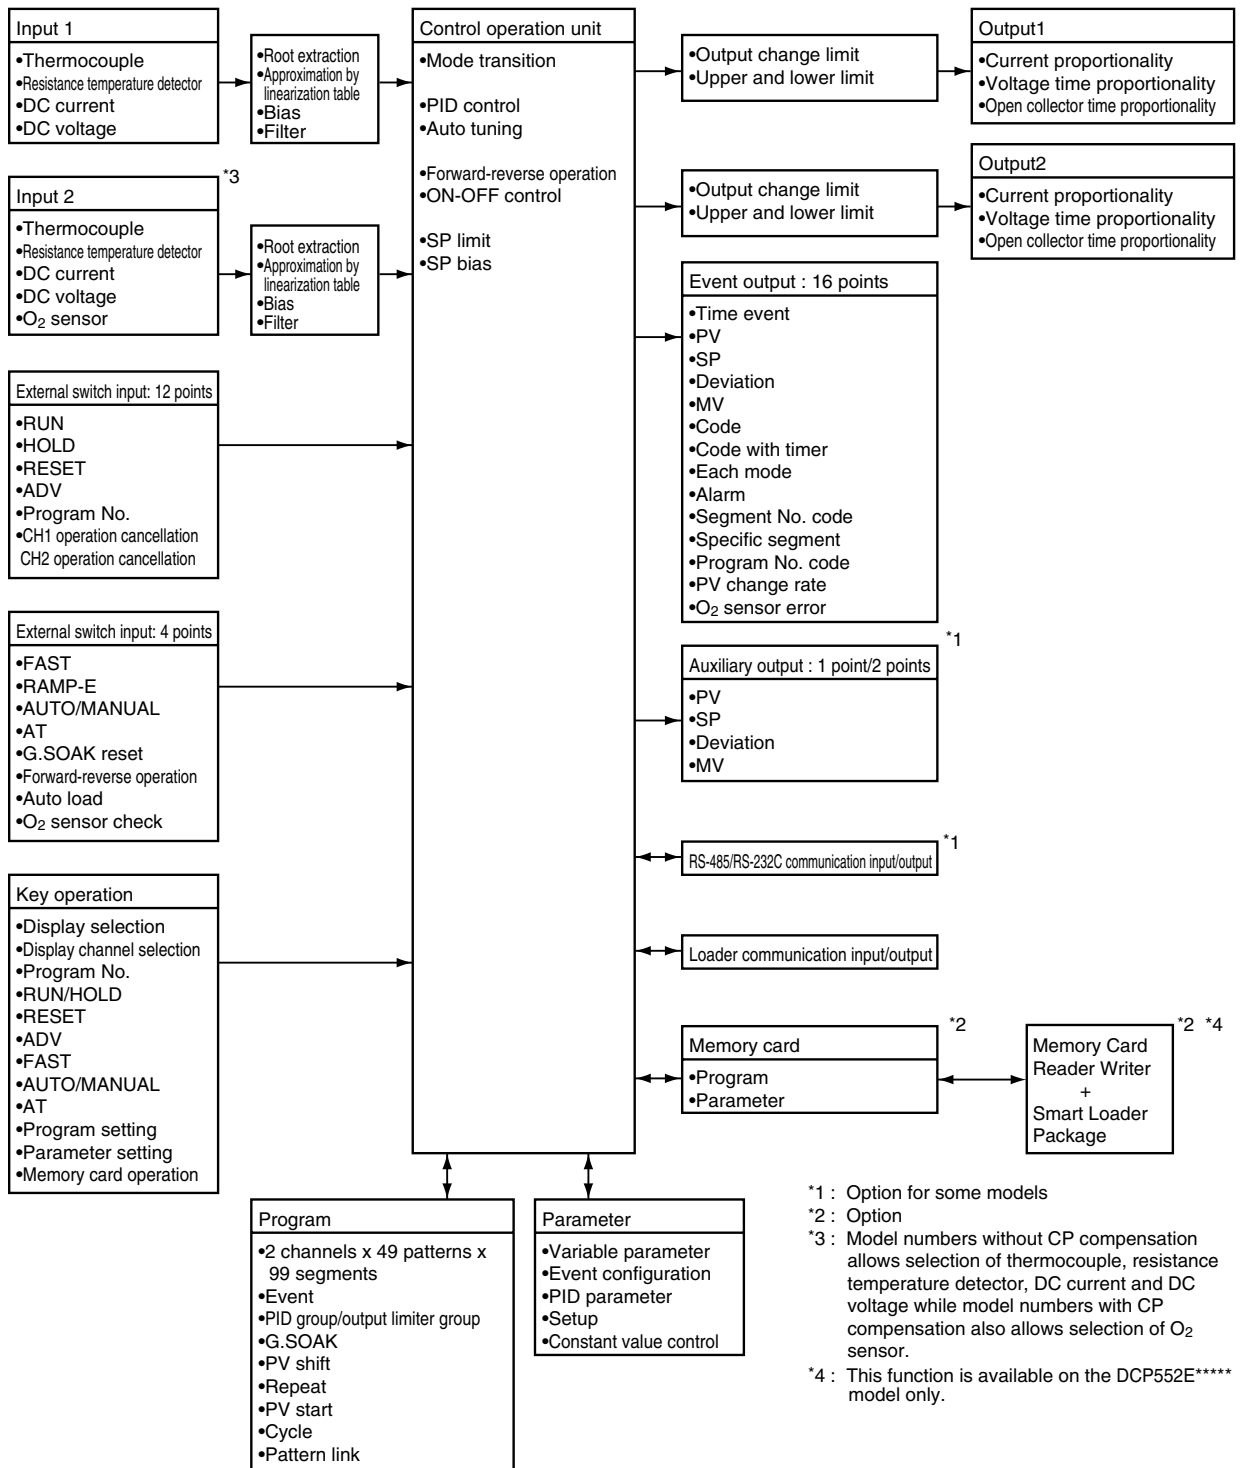 Input 1
•Thermocouple
•Resistance temperature detector
•DC current
•DC voltage
•Root extraction
•Approximation by
linearization table
•Bias
•Filter
Input 2
*3
•Thermocouple
•Resistance temperature detector
•DC current
•DC voltage
•O2 sensor
•Root extraction
•Approximation by
linearization table
•Bias
•Filter
External switch input: 12 points
•RUN
•HOLD
•RESET
•ADV
•Program No.
•CH1 operation cancellation
CH2 operation cancellation
External switch input: 4 points
•FAST
•RAMP-E
•AUTO/MANUAL
•AT
•G.SOAK reset
•Forward-reverse operation
•Auto load
•O2 sensor check
Key operation
•Display selection
•Display channel selection
•Program No.
•RUN/HOLD
•RESET
•ADV
•FAST
•AUTO/MANUAL
•AT
•Program setting
•Parameter setting
•Memory card operation
Control operation unit
•Mode transition
•PID control
•Auto tuning
•Forward-reverse operation
•ON-OFF control
•SP limit
•SP bias
•Output change limit
•Upper and lower limit
Output1
•Current proportionality
•Voltage time proportionality
•Open collector time proportionality
•Output change limit
•Upper and lower limit
Output2
•Current proportionality
•Voltage time proportionality
•Open collector time proportionality
Event output : 16 points
•Time event
•PV
•SP
•Deviation
•MV
•Code
•Code with timer
•Each mode
•Alarm
•Segment No. code
•Specific segment
•Program No. code
•PV change rate
•O2 sensor error
*1
Auxiliary output : 1 point/2 points
•PV
•SP
•Deviation
•MV
*1
RS-485/RS-232C communication input/output
Loader communication input/output
*2
Memory card
•Program
•Parameter
*2 *4
Memory Card
Reader Writer
+
Smart Loader
Package
Program
•2 channels x 49 patterns x
99 segments
•Event
•PID group/output limiter group
•G.SOAK
•PV shift
•Repeat
•PV start
•Cycle
•Pattern link
Parameter
•Variable parameter
•Event configuration
•PID parameter
•Setup
•Constant value control
*1 : Option for some models
*2 : Option
*3 : Model numbers without CP compensation
allows selection of thermocouple, resistance
temperature detector, DC current and DC
voltage while model numbers with CP
compensation also allows selection of O2
sensor.
*4 : This function is available on the DCP552E*****
model only.